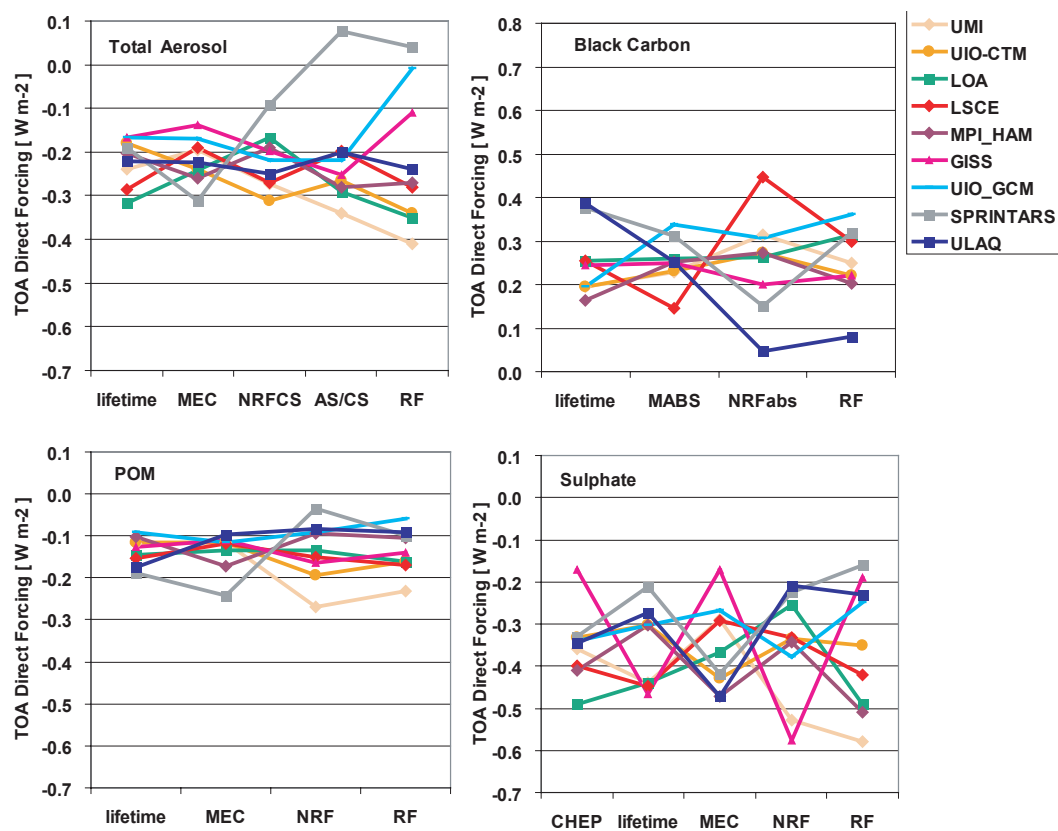 Total Aerosol
TOA Direct Forcing [ W m-2 ]
0.1
0.0
-0.1
-0.2
-0.3
-0.4
-0.5
-0.6
-0.7
lifetime MEC NRFCS AS/CS RF
Black Carbon
TOA Direct Forcing [ W m-2 ]
0.8
0.7
0.6
0.5
0.4
0.3
0.2
0.1
0.0
lifetime MABS NRFabs RF
UMI
UIO-CTM
LOA
LSCE
MPI_HAM
GISS
UIO_GCM
SPRINTARS
ULAQ
POM
TOA Direct Forcing [ W m-2 ]
0.1
0.0
-0.1
-0.2
-0.3
-0.4
-0.5
-0.6
-0.7
lifetime MEC NRF RF
Sulphate
TOA Direct Forcing [ W m-2 ]
0.1
0.0
-0.1
-0.2
-0.3
-0.4
-0.5
-0.6
-0.7
CHEP lifetime MEC NRF RF